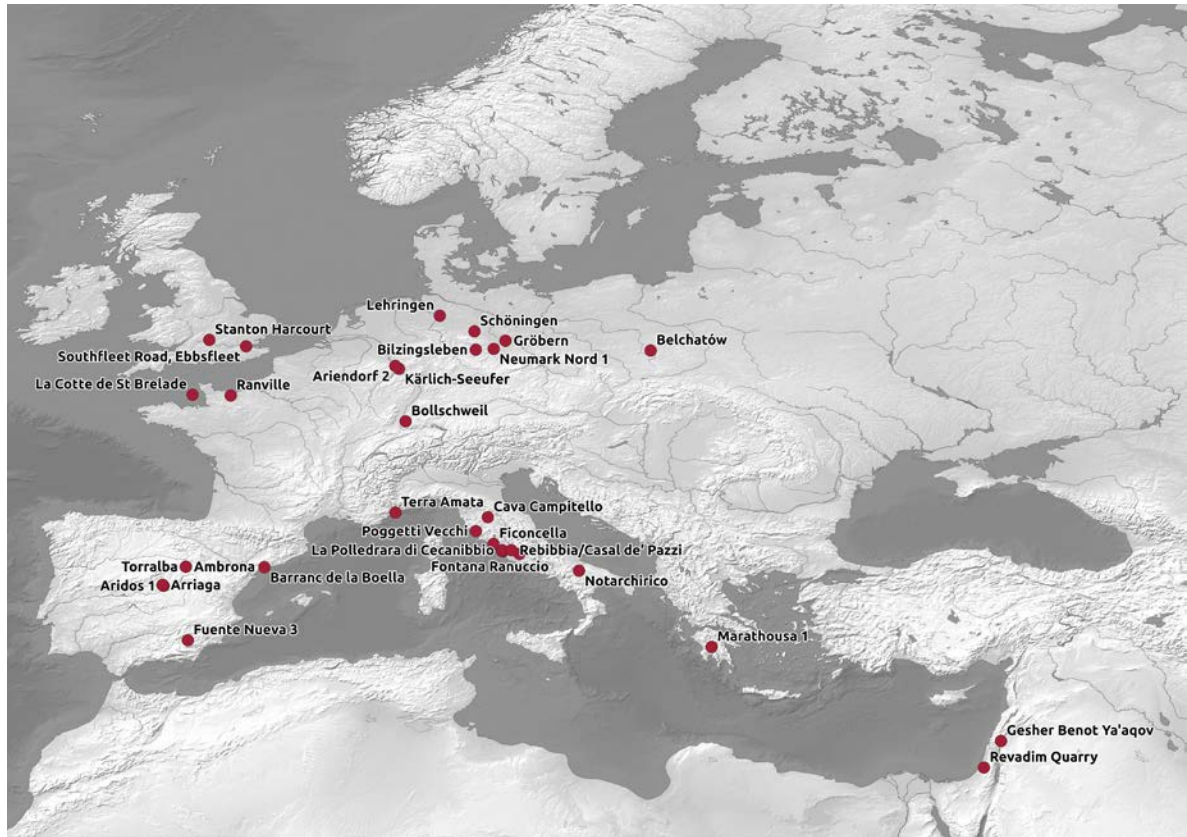 Lehringen
Schöningen
Stanton Harcourt
Gröbern
Belchatów
Southfleet Road, Ebbsfleet
Bilzingsleben
Neumark Nord 1
Ariendorf 2
Kärlich-Seeufer
La Cotte de St Brelade
Ranville
Bollschweil
Terra Amata
Cava Campitello
Poggetti Vecchi
Ficoncella
La Polledrara di Cecanibbio
Rebibbia/Casal de' Pazzi
Fontana Ranuccio
Torralba
Ambrona
Barranc de la Boella
Notarchirico
Aridos 1
Arriaga
Fuente Nueva 3
Marathousa 1
Gesher Benot Ya'aqov
Revadim Quarry